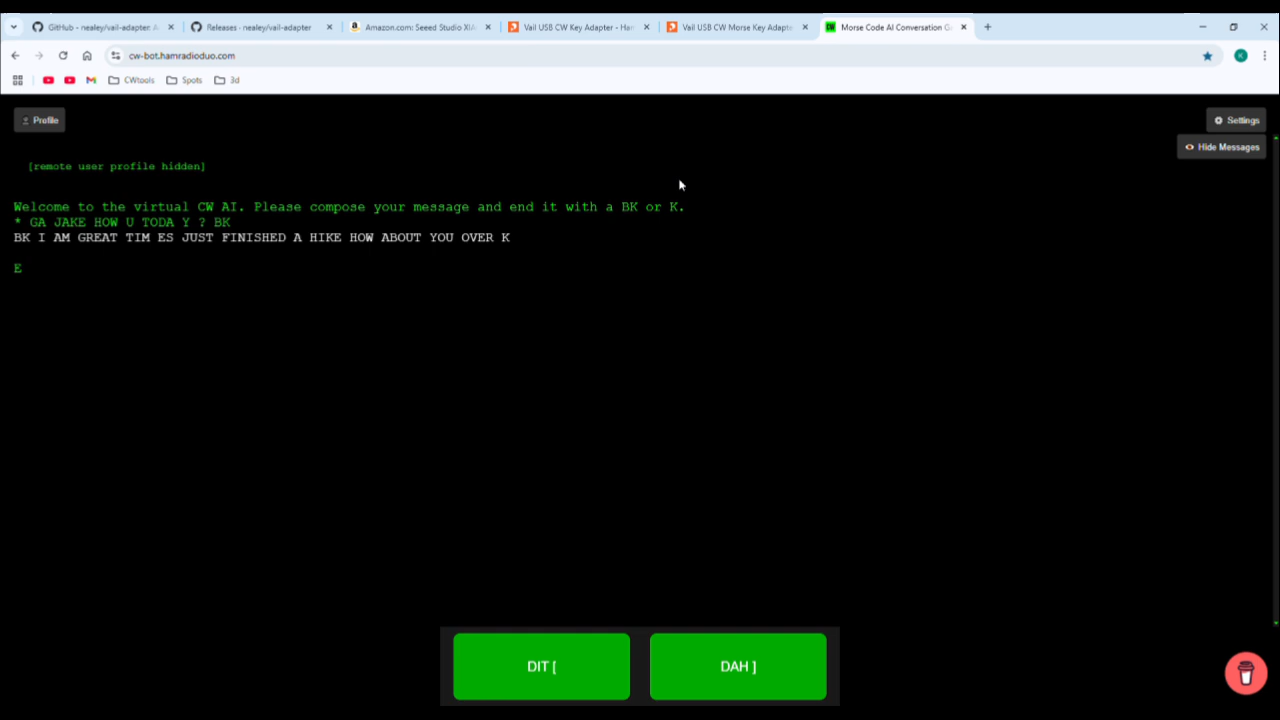 GitHub - nealey/vail-adapter: A
Releases · nealey/vail-adapter
Amazon.com: Seeed Studio XIA
Vail USB CW Key Adapter - Ham
Vail USB CW Morse Key Adapte
Morse Code AI Conversation Ge
cw-bot.hamradioduo.com
K
CWtools
Spots
3d
Profile
Settings
Hide Messages
[remote user profile hidden]
Welcome to the virtual CW AI. Please compose your message and end it with a BK or K.
* GA JAKE HOW U TODA Y ? BK
BK I AM GREAT TIM ES JUST FINISHED A HIKE HOW ABOUT YOU OVER K
E
DIT [
DAH ]